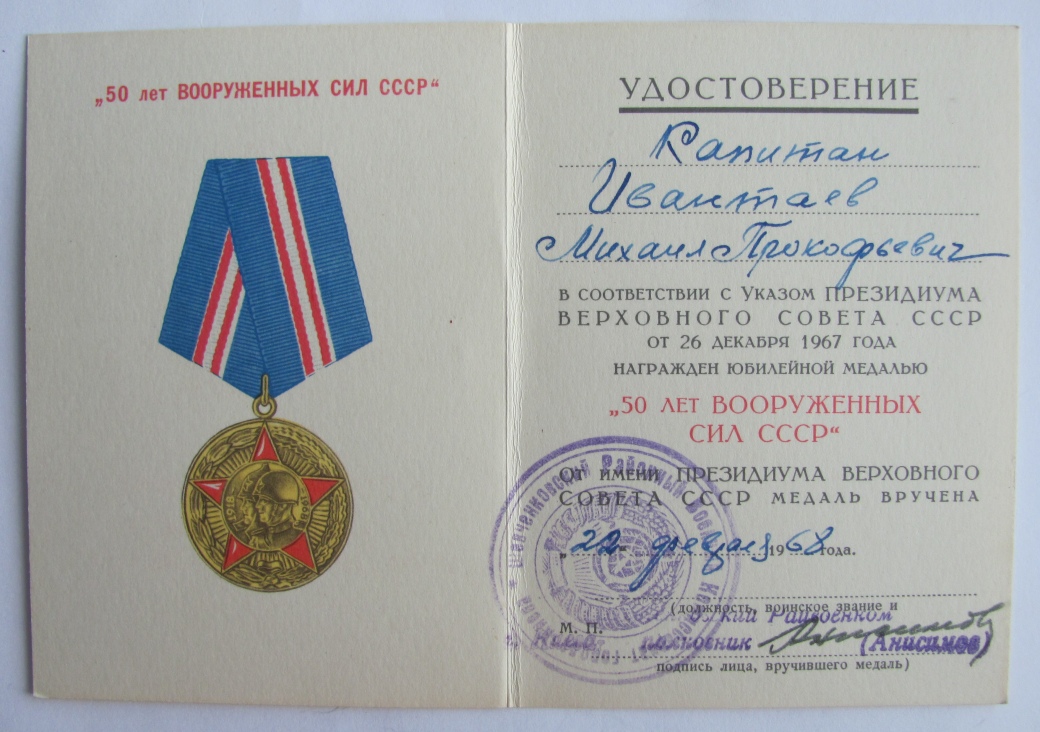 „50 лет ВООРУЖЕННЫХ СИЛ СССР“
УДОСТОВЕРЕНИЕ
Капитан
Ивантаев
Михаил Прокофьевич
В СООТВЕТСТВИИ С УКАЗОМ ПРЕЗИДИУМА
ВЕРХОВНОГО СОВЕТА СССР
ОТ 26 ДЕКАБРЯ 1967 ГОДА
НАГРАЖДЕН ЮБИЛЕЙНОЙ МЕДАЛЬЮ
„50 ЛЕТ ВООРУЖЕННЫХ
СИЛ СССР“
ОТ ИМЕНИ ПРЕЗИДИУМА ВЕРХОВНОГО
СОВЕТА СССР МЕДАЛЬ ВРУЧЕНА
„22“ февраля 1968 года.
(должность, воинское звание и
Райвоенком
М. П.
полковник (Анисимов)
подпись лица, вручившего медаль)